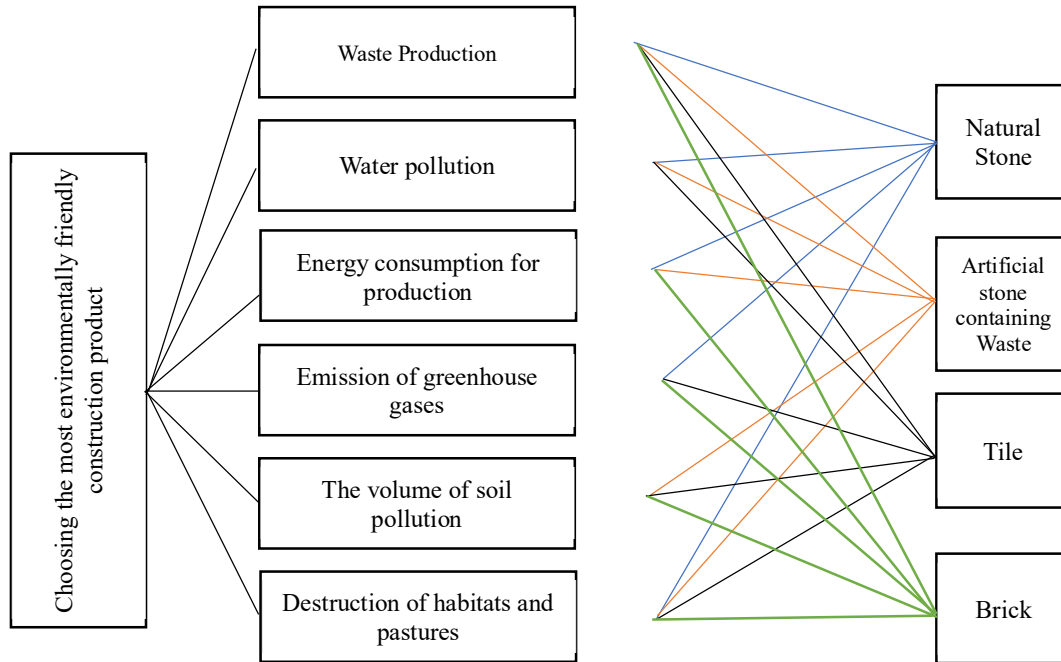 Choosing the most environmentally friendly
construction product
Waste Production
Water pollution
Energy consumption for
production
Emission of greenhouse
gases
The volume of soil
pollution
Destruction of habitats and
pastures
Natural
Stone
Artificial
stone
containing
Waste
Tile
Brick